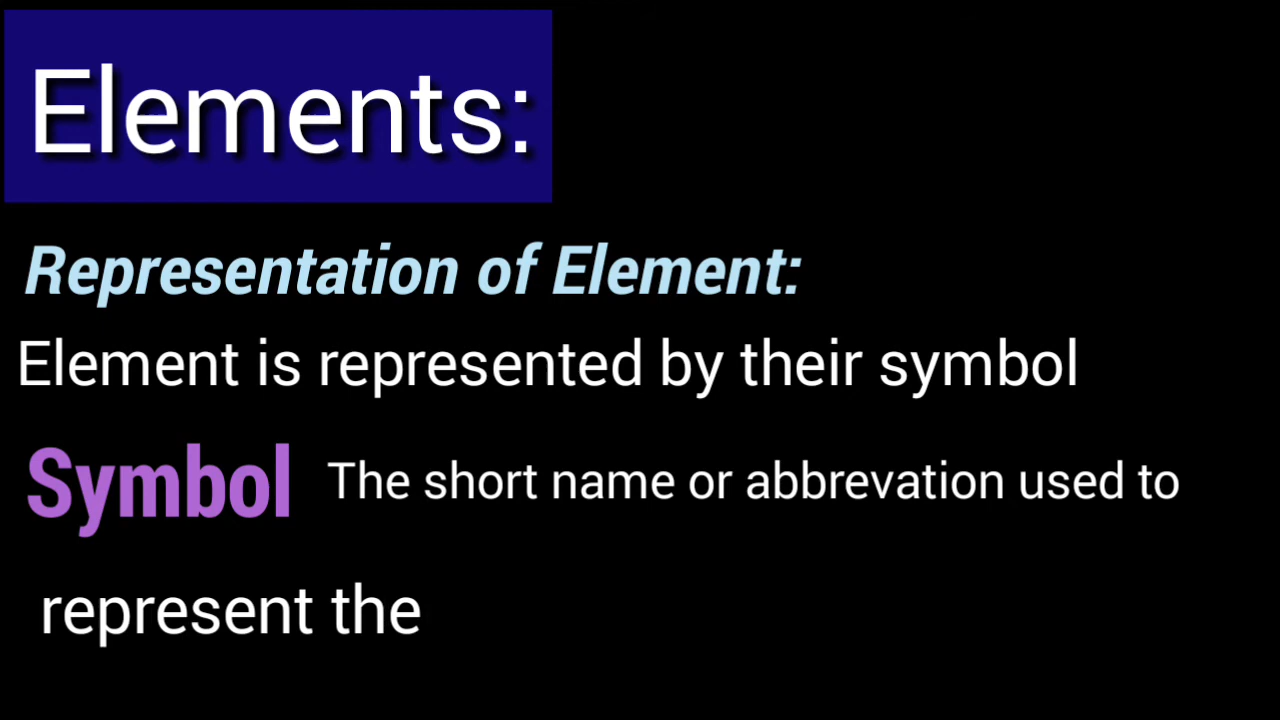 Elements:
Representation of Element:
Element is represented by their symbol
Symbol The short name or abbrevation used to
represent the